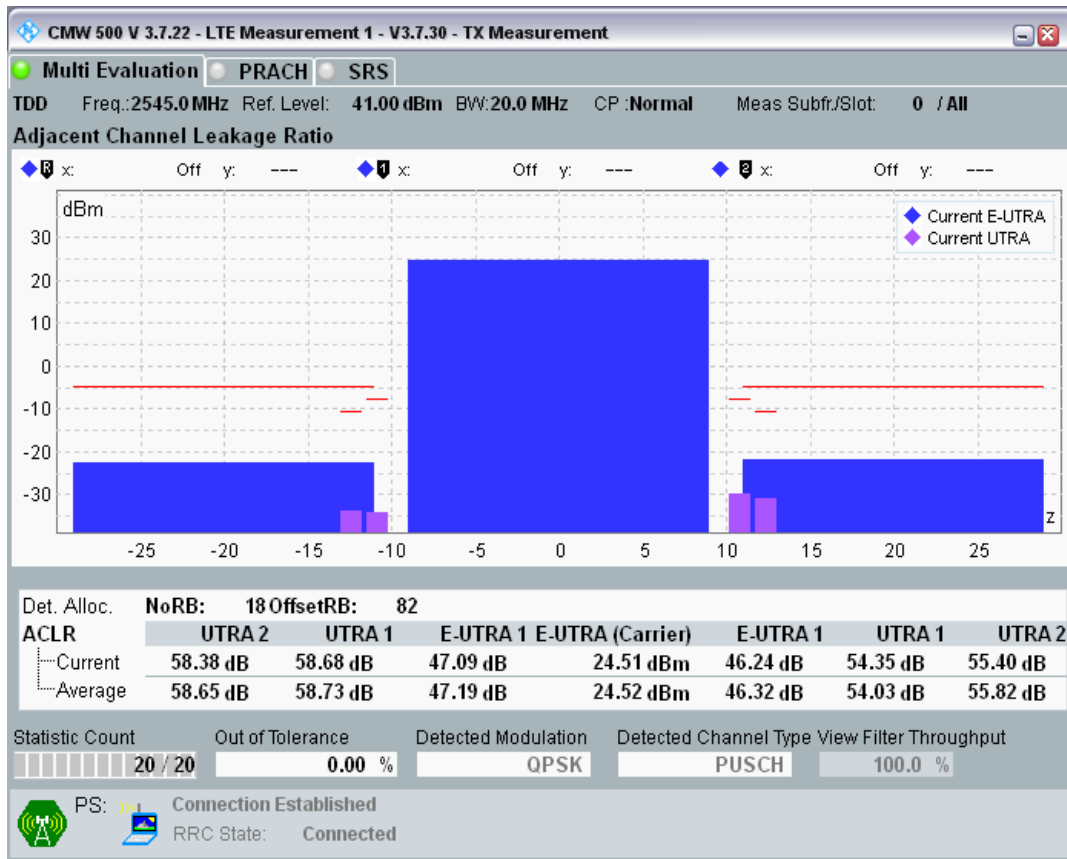 CMW 500 V 3.7.22 - LTE Measurement 1 - V3.7.30 - TX Measurement
Multi Evaluation PRACH SRS
TDD Freq.:2545.0 MHz Ref. Level: 41.00 dBm BW:20.0 MHz CP :Normal Meas Subfr./Slot: 0 / All
Adjacent Channel Leakage Ratio
R x: Off y: --- 1 x: Off y: --- 2 x: Off y: ---
dBm
Current E-UTRA
Current UTRA
30
20
10
0
-10
-20
-30
z
-25 -20 -15 -10 -5 0 5 10 15 20 25
Det. Alloc. NoRB: 18 OffsetRB: 82
ACLR UTRA 2 UTRA 1 E-UTRA 1 E-UTRA (Carrier) E-UTRA 1 UTRA 1 UTRA 2
Current 58.38 dB 58.68 dB 47.09 dB 24.51 dBm 46.24 dB 54.35 dB 55.40 dB
Average 58.65 dB 58.73 dB 47.19 dB 24.52 dBm 46.32 dB 54.03 dB 55.82 dB
Statistic Count Out of Tolerance Detected Modulation Detected Channel Type View Filter Throughput
20 / 20 0.00 % QPSK PUSCH 100.0 %
PS: Connection Established
RRC State: Connected